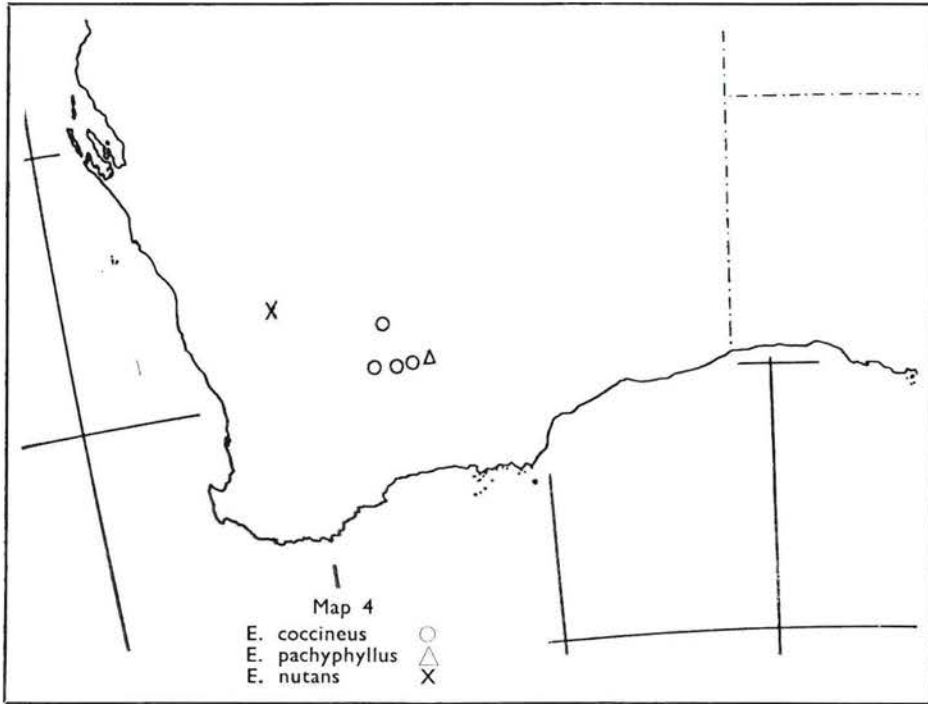 Map 4
E. coccineus ○
E. pachyphyllus △
E. nutans X